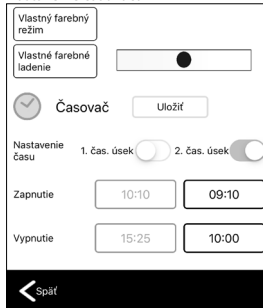 Vlastný farebný
režim
Vlastné farebné
ladenie
Časovač
Uložiť
Nastavenie
času
1. čas. úsek
2. čas. úsek
Zapnutie
10:10
09:10
Vypnutie
15:25
10:00
Späť